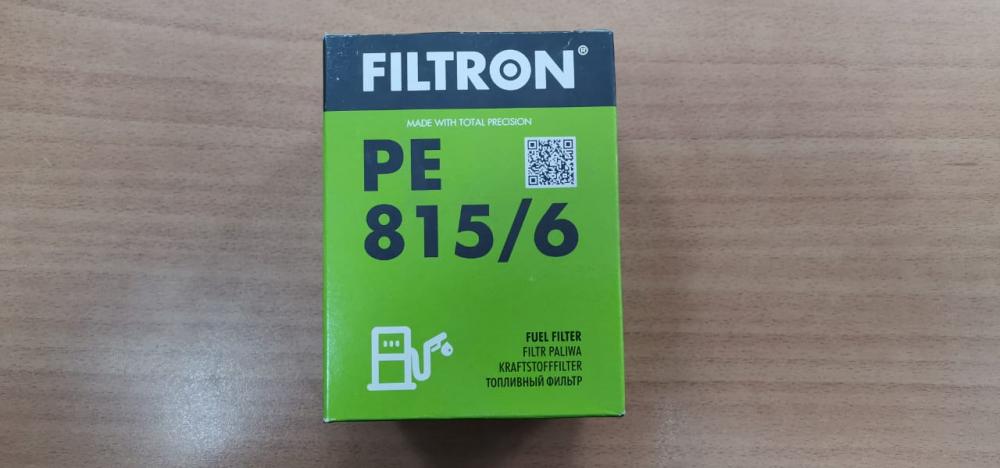 FILTRON®
MADE WITH TOTAL PRECISION
PE
815/6
FUEL FILTER
FILTR PALIWA
KRAFTSTOFFFILTER
ТОПЛИВНЫЙ ФИЛЬТР